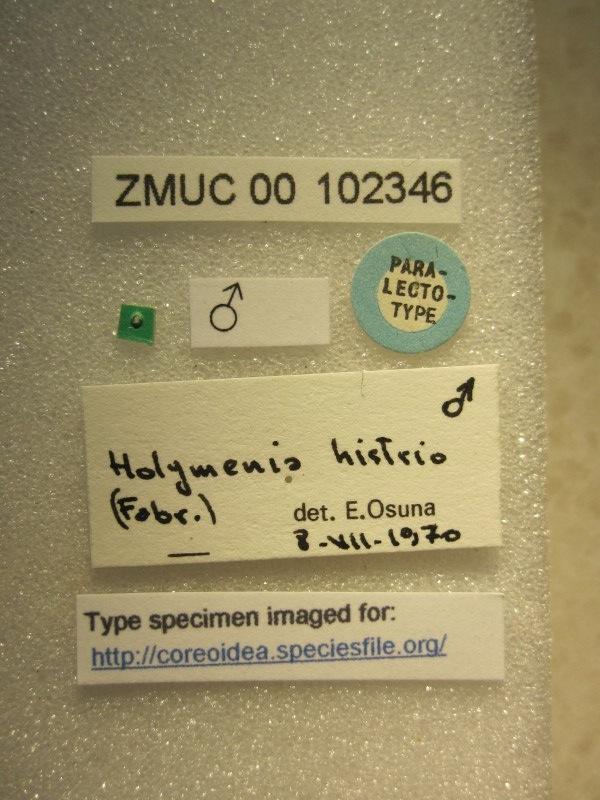 ZMUC 00 102346
♂
PARA-
LECTO-
TYPE
♂
Holymenia histrio
(Fabr.)
det. E.Osuna
8-VII-1970
Type specimen imaged for:
http://coreoidea.speciesfile.org/